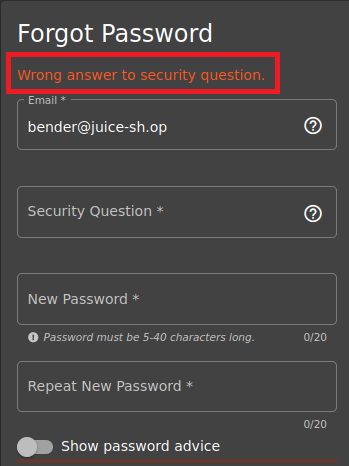 Forgot Password
Wrong answer to security question.
Email *
bender@juice-sh.op
Security Question *
New Password *
Password must be 5-40 characters long. 0/20
Repeat New Password *
0/20
Show password advice